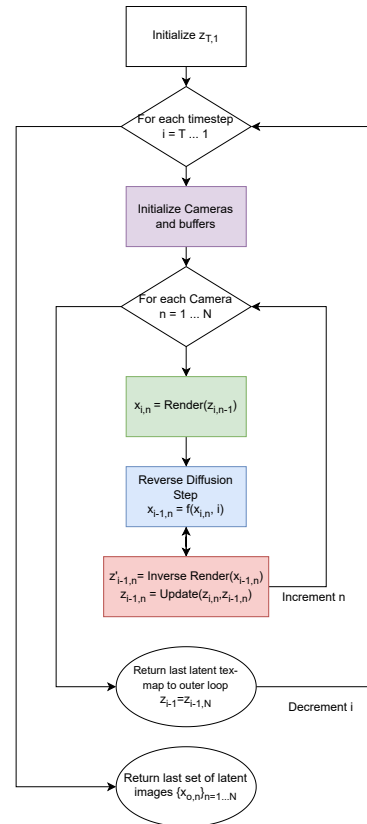 Initialize z_{T,1}
For each timestep
i = T ... 1
Initialize Cameras
and buffers
For each Camera
n = 1 ... N
x_{i,n} = Render(z_{i,n-1})
Reverse Diffusion
Step
x_{i-1,n} = f(x_{i,n}, i)
z'_{i-1,n}= Inverse Render(x_{i-1,n})
z_{i-1,n} = Update(z_{i,n},z_{i-1,n})
Increment n
Return last latent tex-
map to outer loop
z_{i-1}=z_{i-1,N}
Decrement i
Return last set of latent
images {x_{o,n}}_{n=1...N}